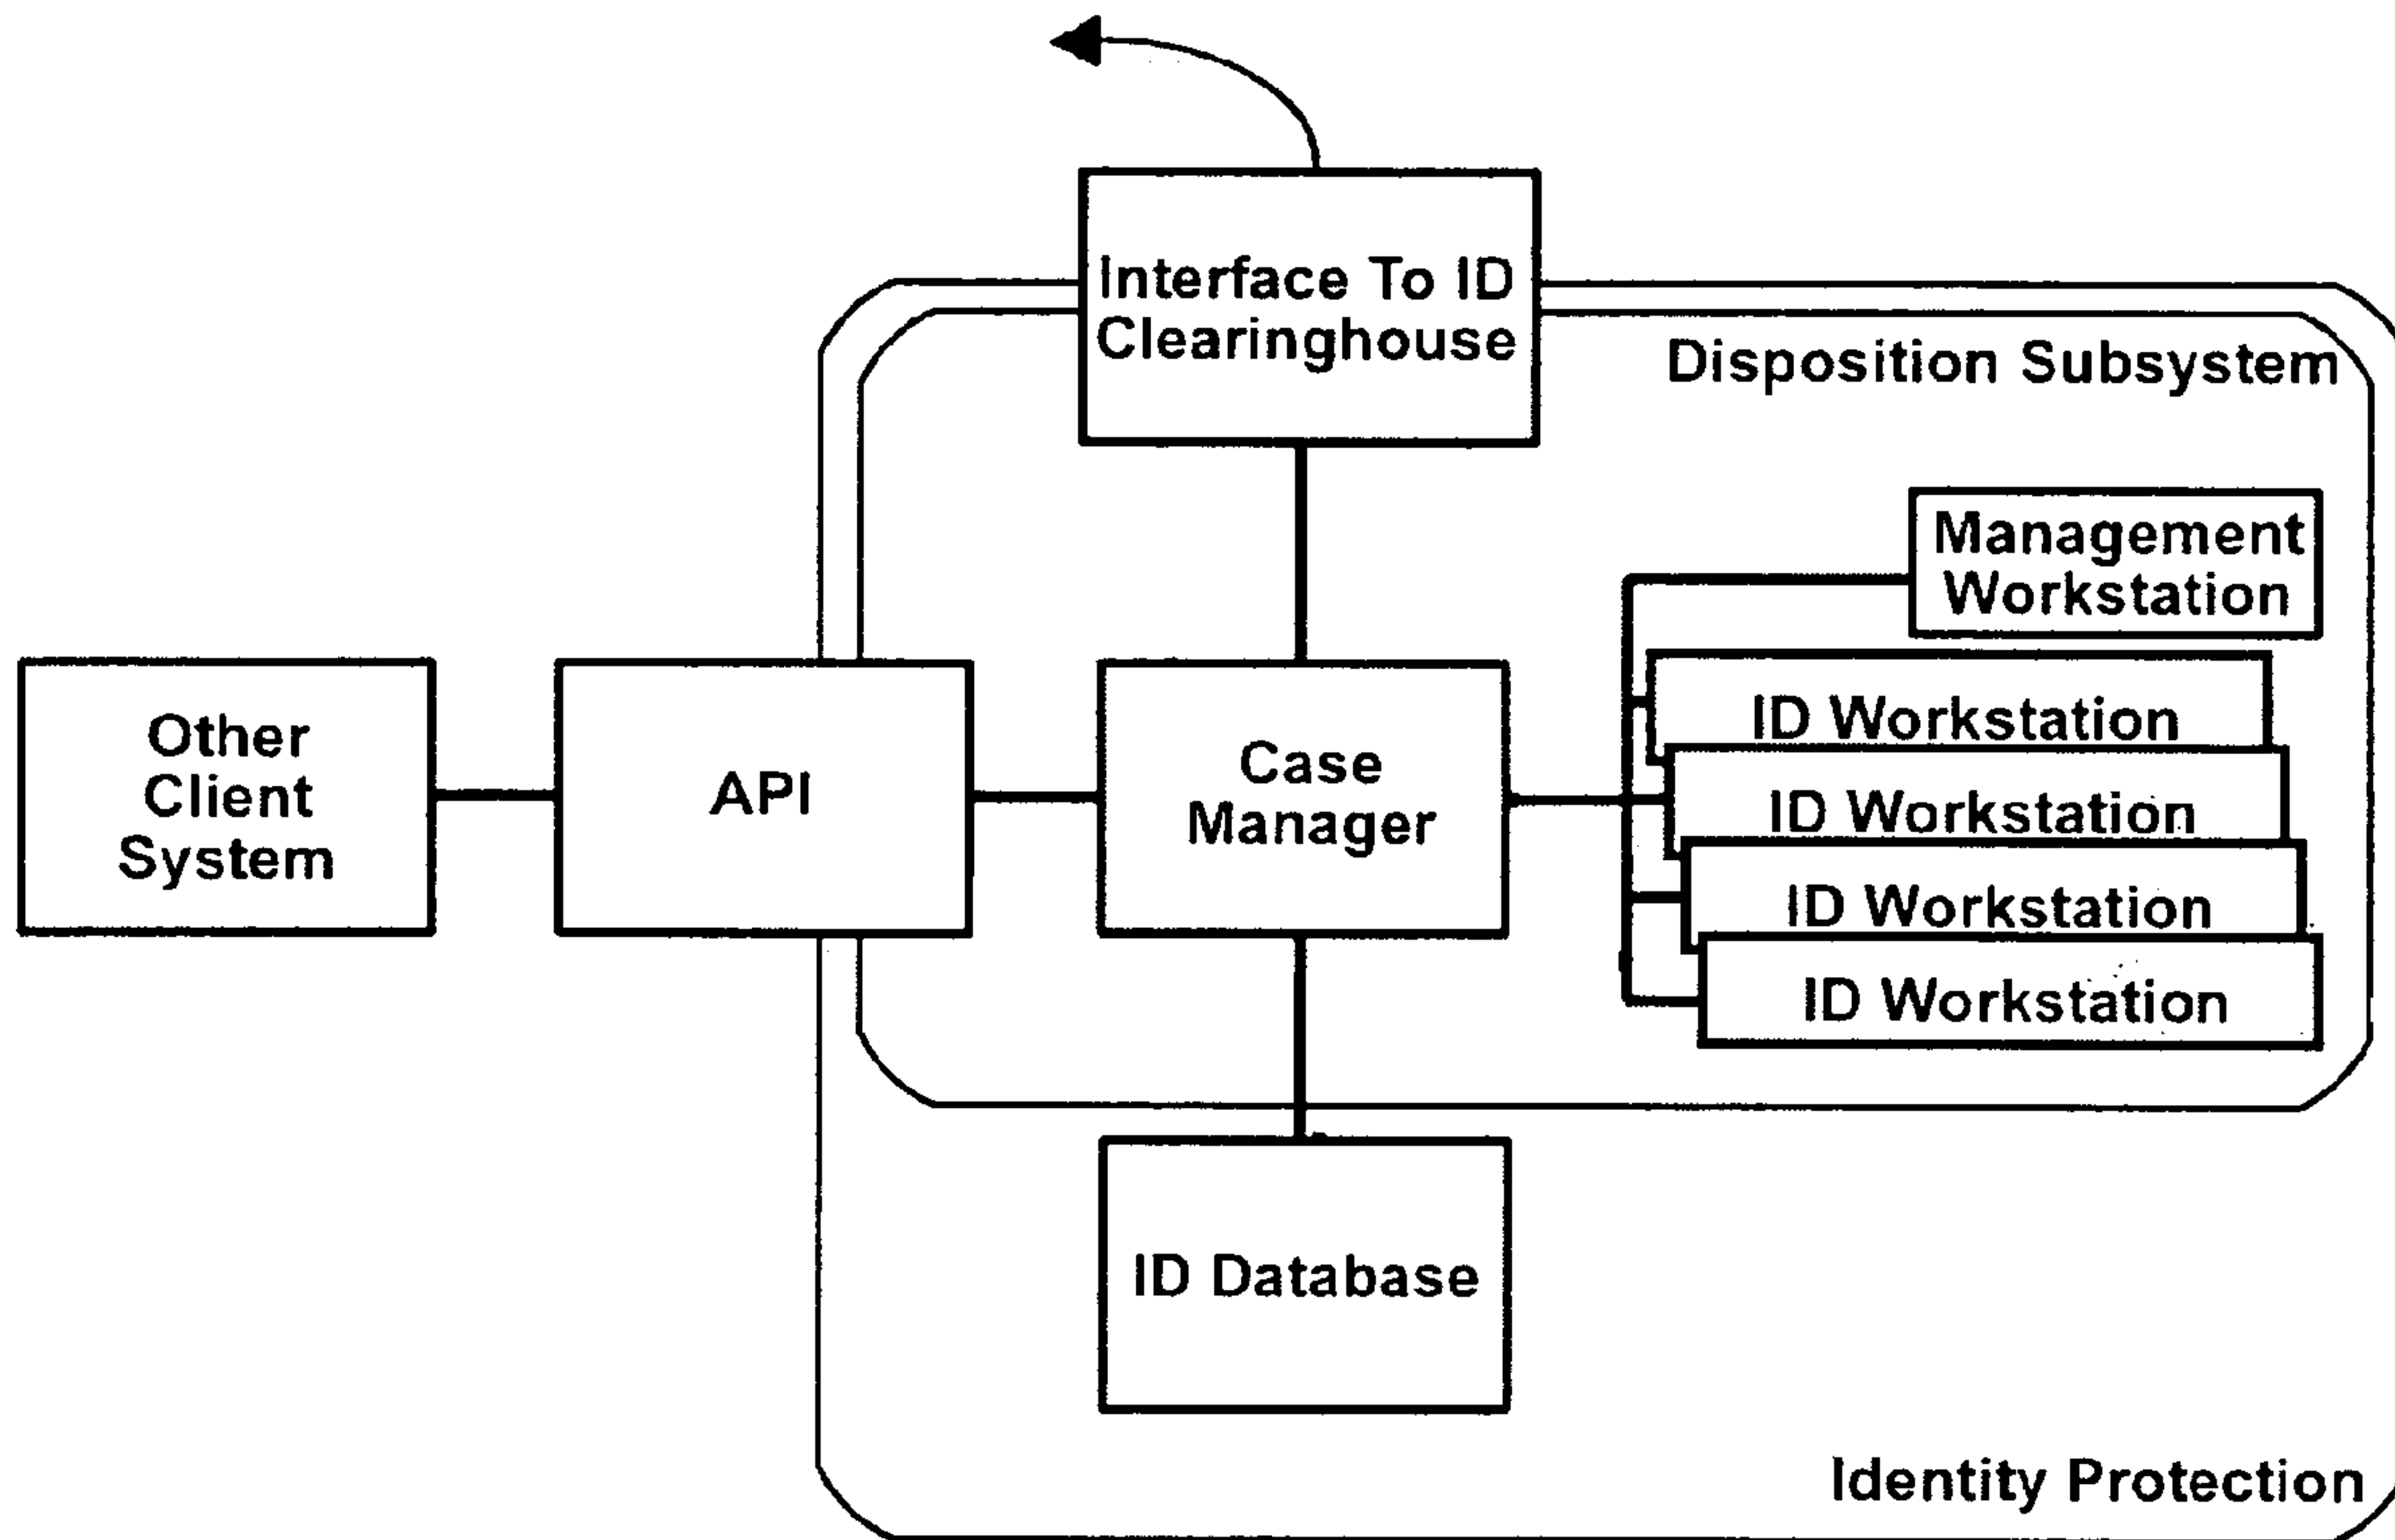 Interface To ID
Clearinghouse
Disposition Subsystem
Management
Workstation
Other
Client
System
API
Case
Manager
ID Workstation
ID Workstation
ID Workstation
ID Workstation
ID Database
Identity Protection